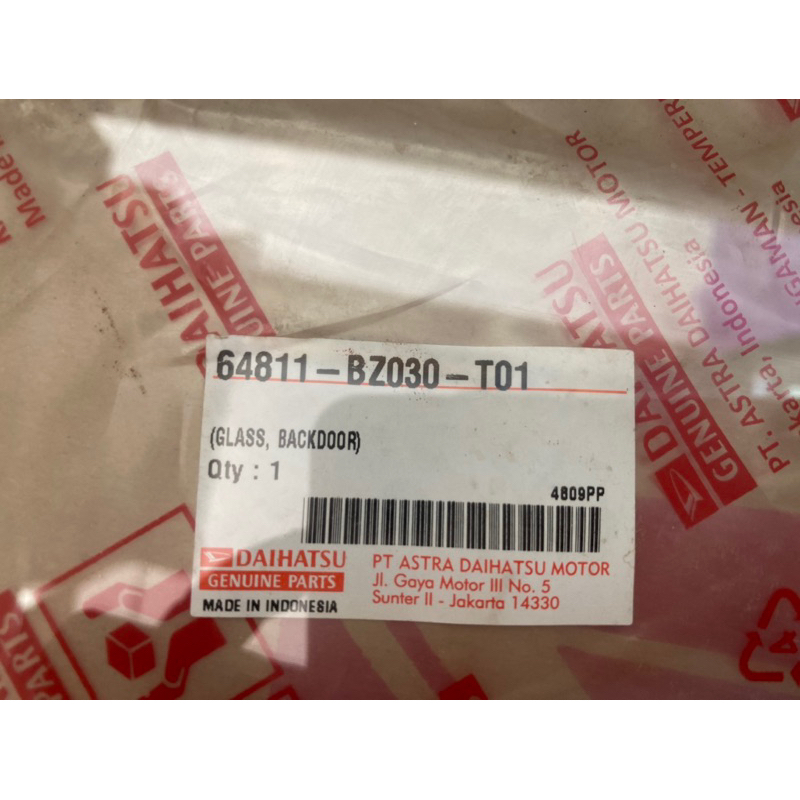 64811-BZ030-T01
(GLASS, BACKDOOR)
Qty : 1
4809PP
DAIHATSU
GENUINE PARTS
MADE IN INDONESIA
PT ASTRA DAIHATSU MOTOR
Jl. Gaya Motor III No. 5
Sunter II - Jakarta 14330
Made
DAIHATSU
GENUINE PARTS
DAIHATSU MOTOR
DAIHATSU
GENUINE PARTS
PT. ASTRA DAIHATSU
Jakarta, Indonesia
PARTS